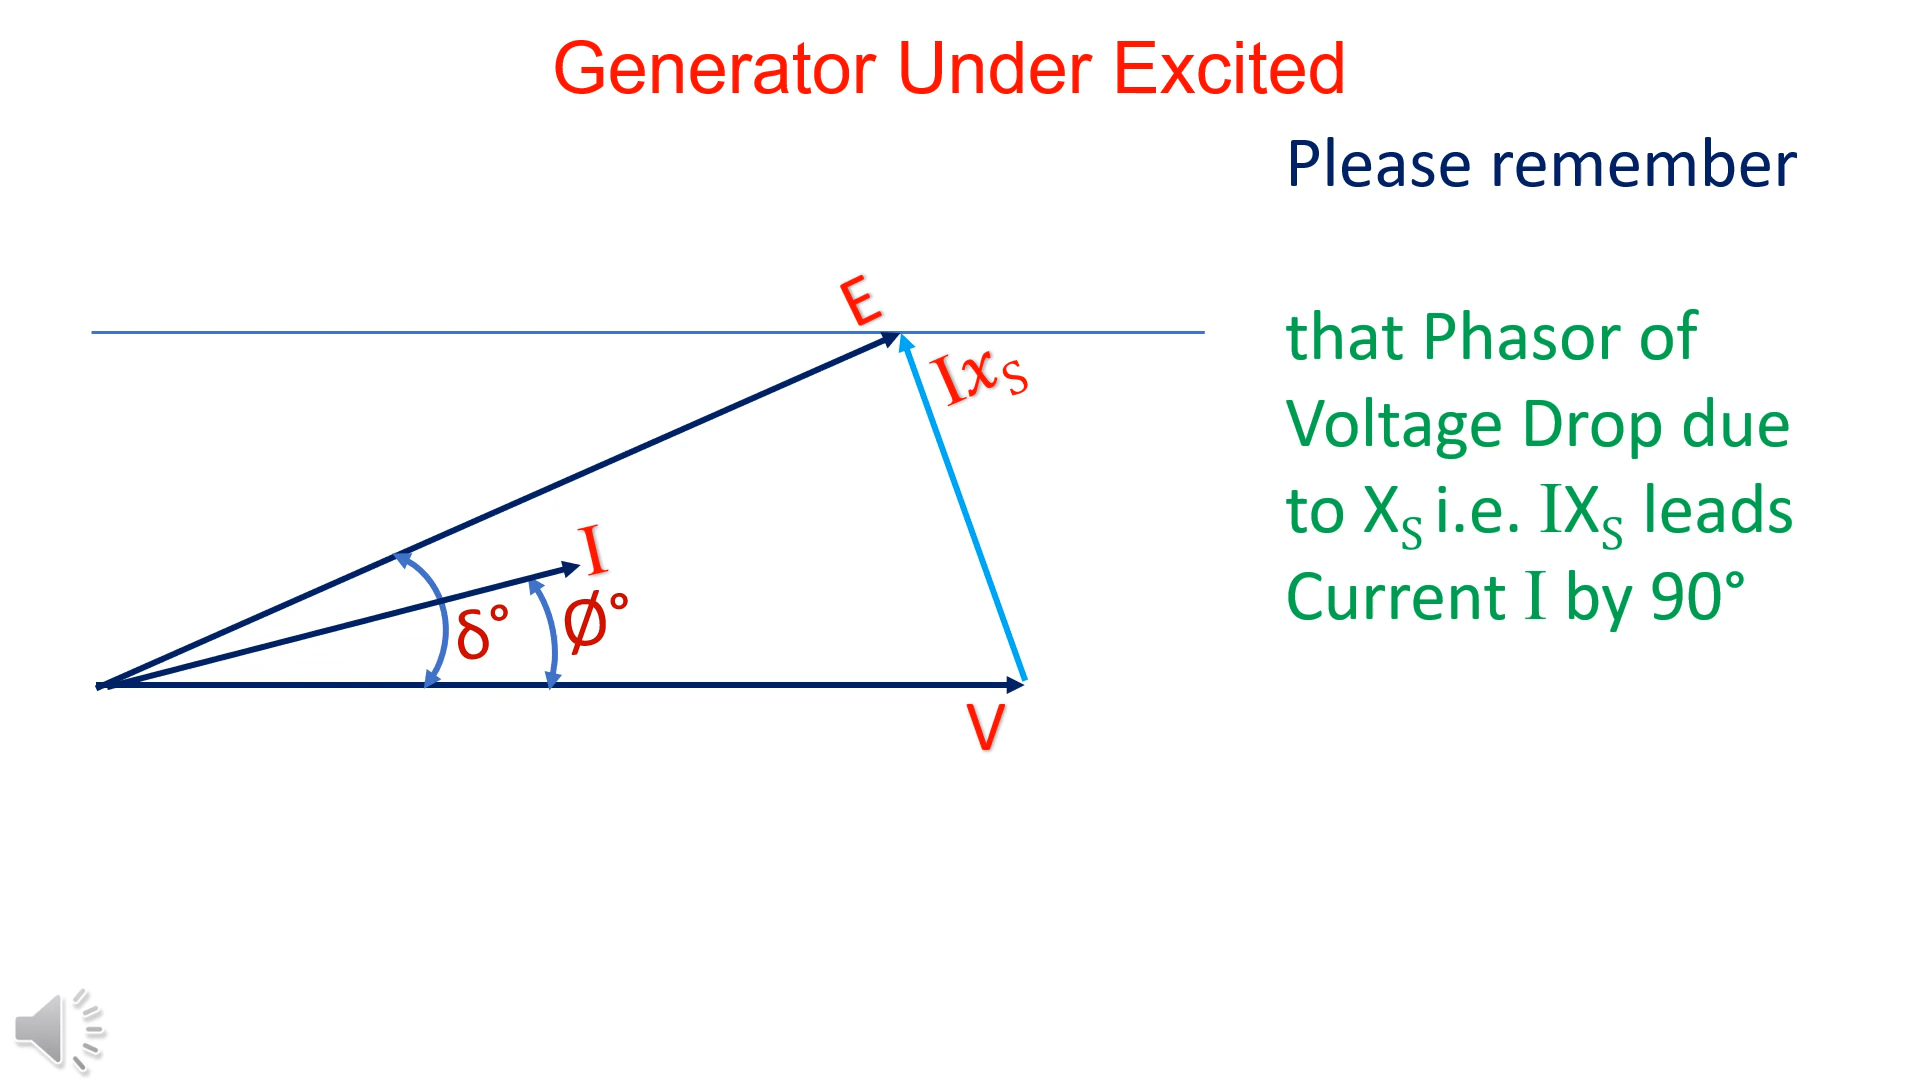 Generator Under Excited
Please remember
that Phasor of
Voltage Drop due
to X_S i.e. IX_S leads
Current I by 90°
E
Ix_S
I
δ°
Ø°
V